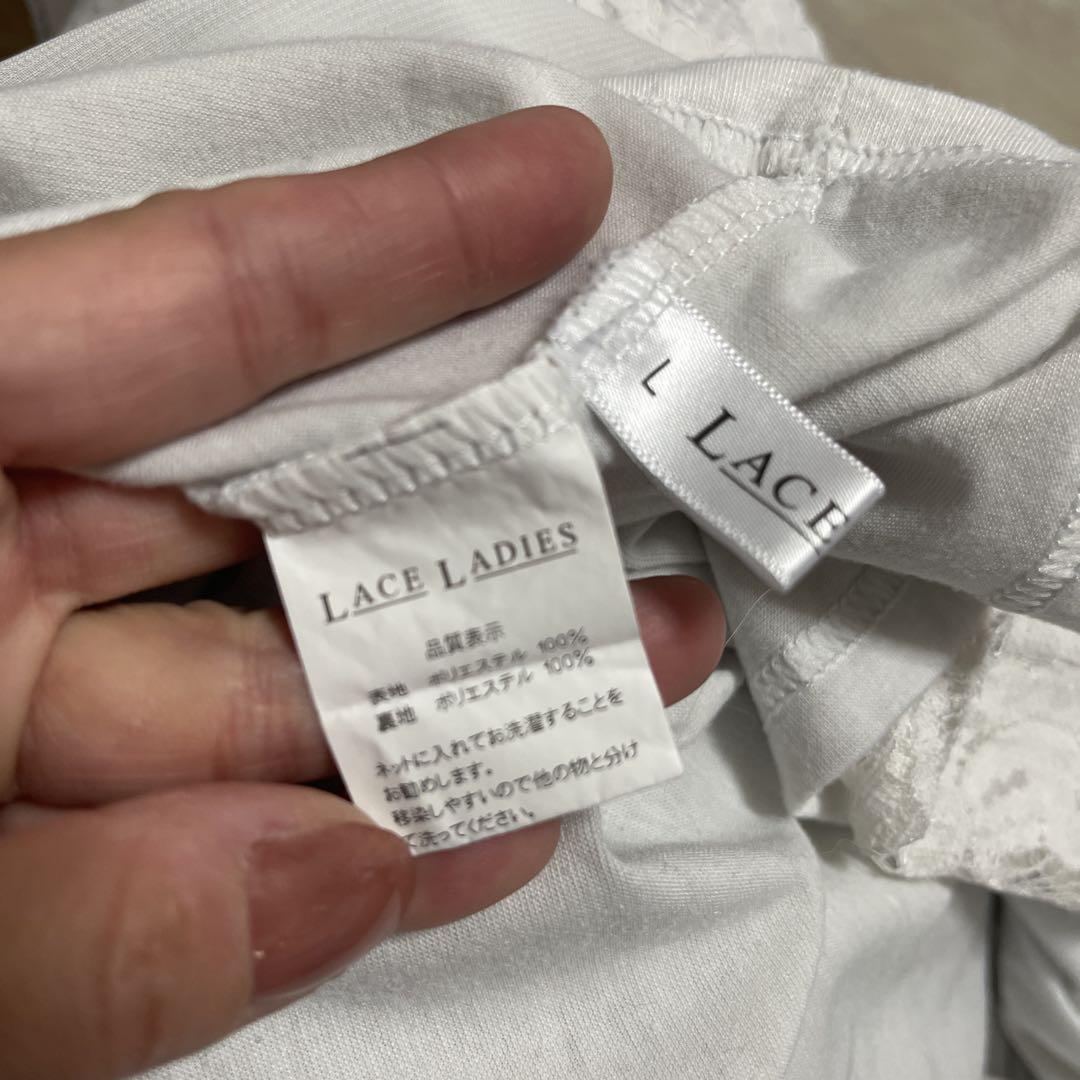 L
LACE
LACE LADIES
品質表示
表地 ポリエステル 100%
裏地 ポリエステル 100%
ネットに入れてお洗濯することを
お勧めします。
移染しやすいので他の物と分け
て洗ってください。